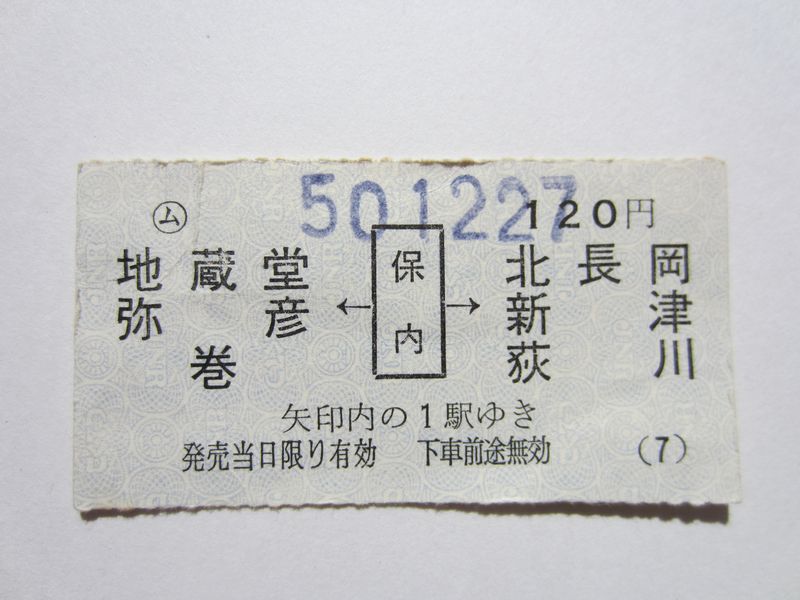 501227
㋰ 120円
地蔵堂 北長岡
弥彦 ← 保内 → 新津
巻 荻川
矢印内の1駅ゆき
発売当日限り有効 下車前途無効 (7)